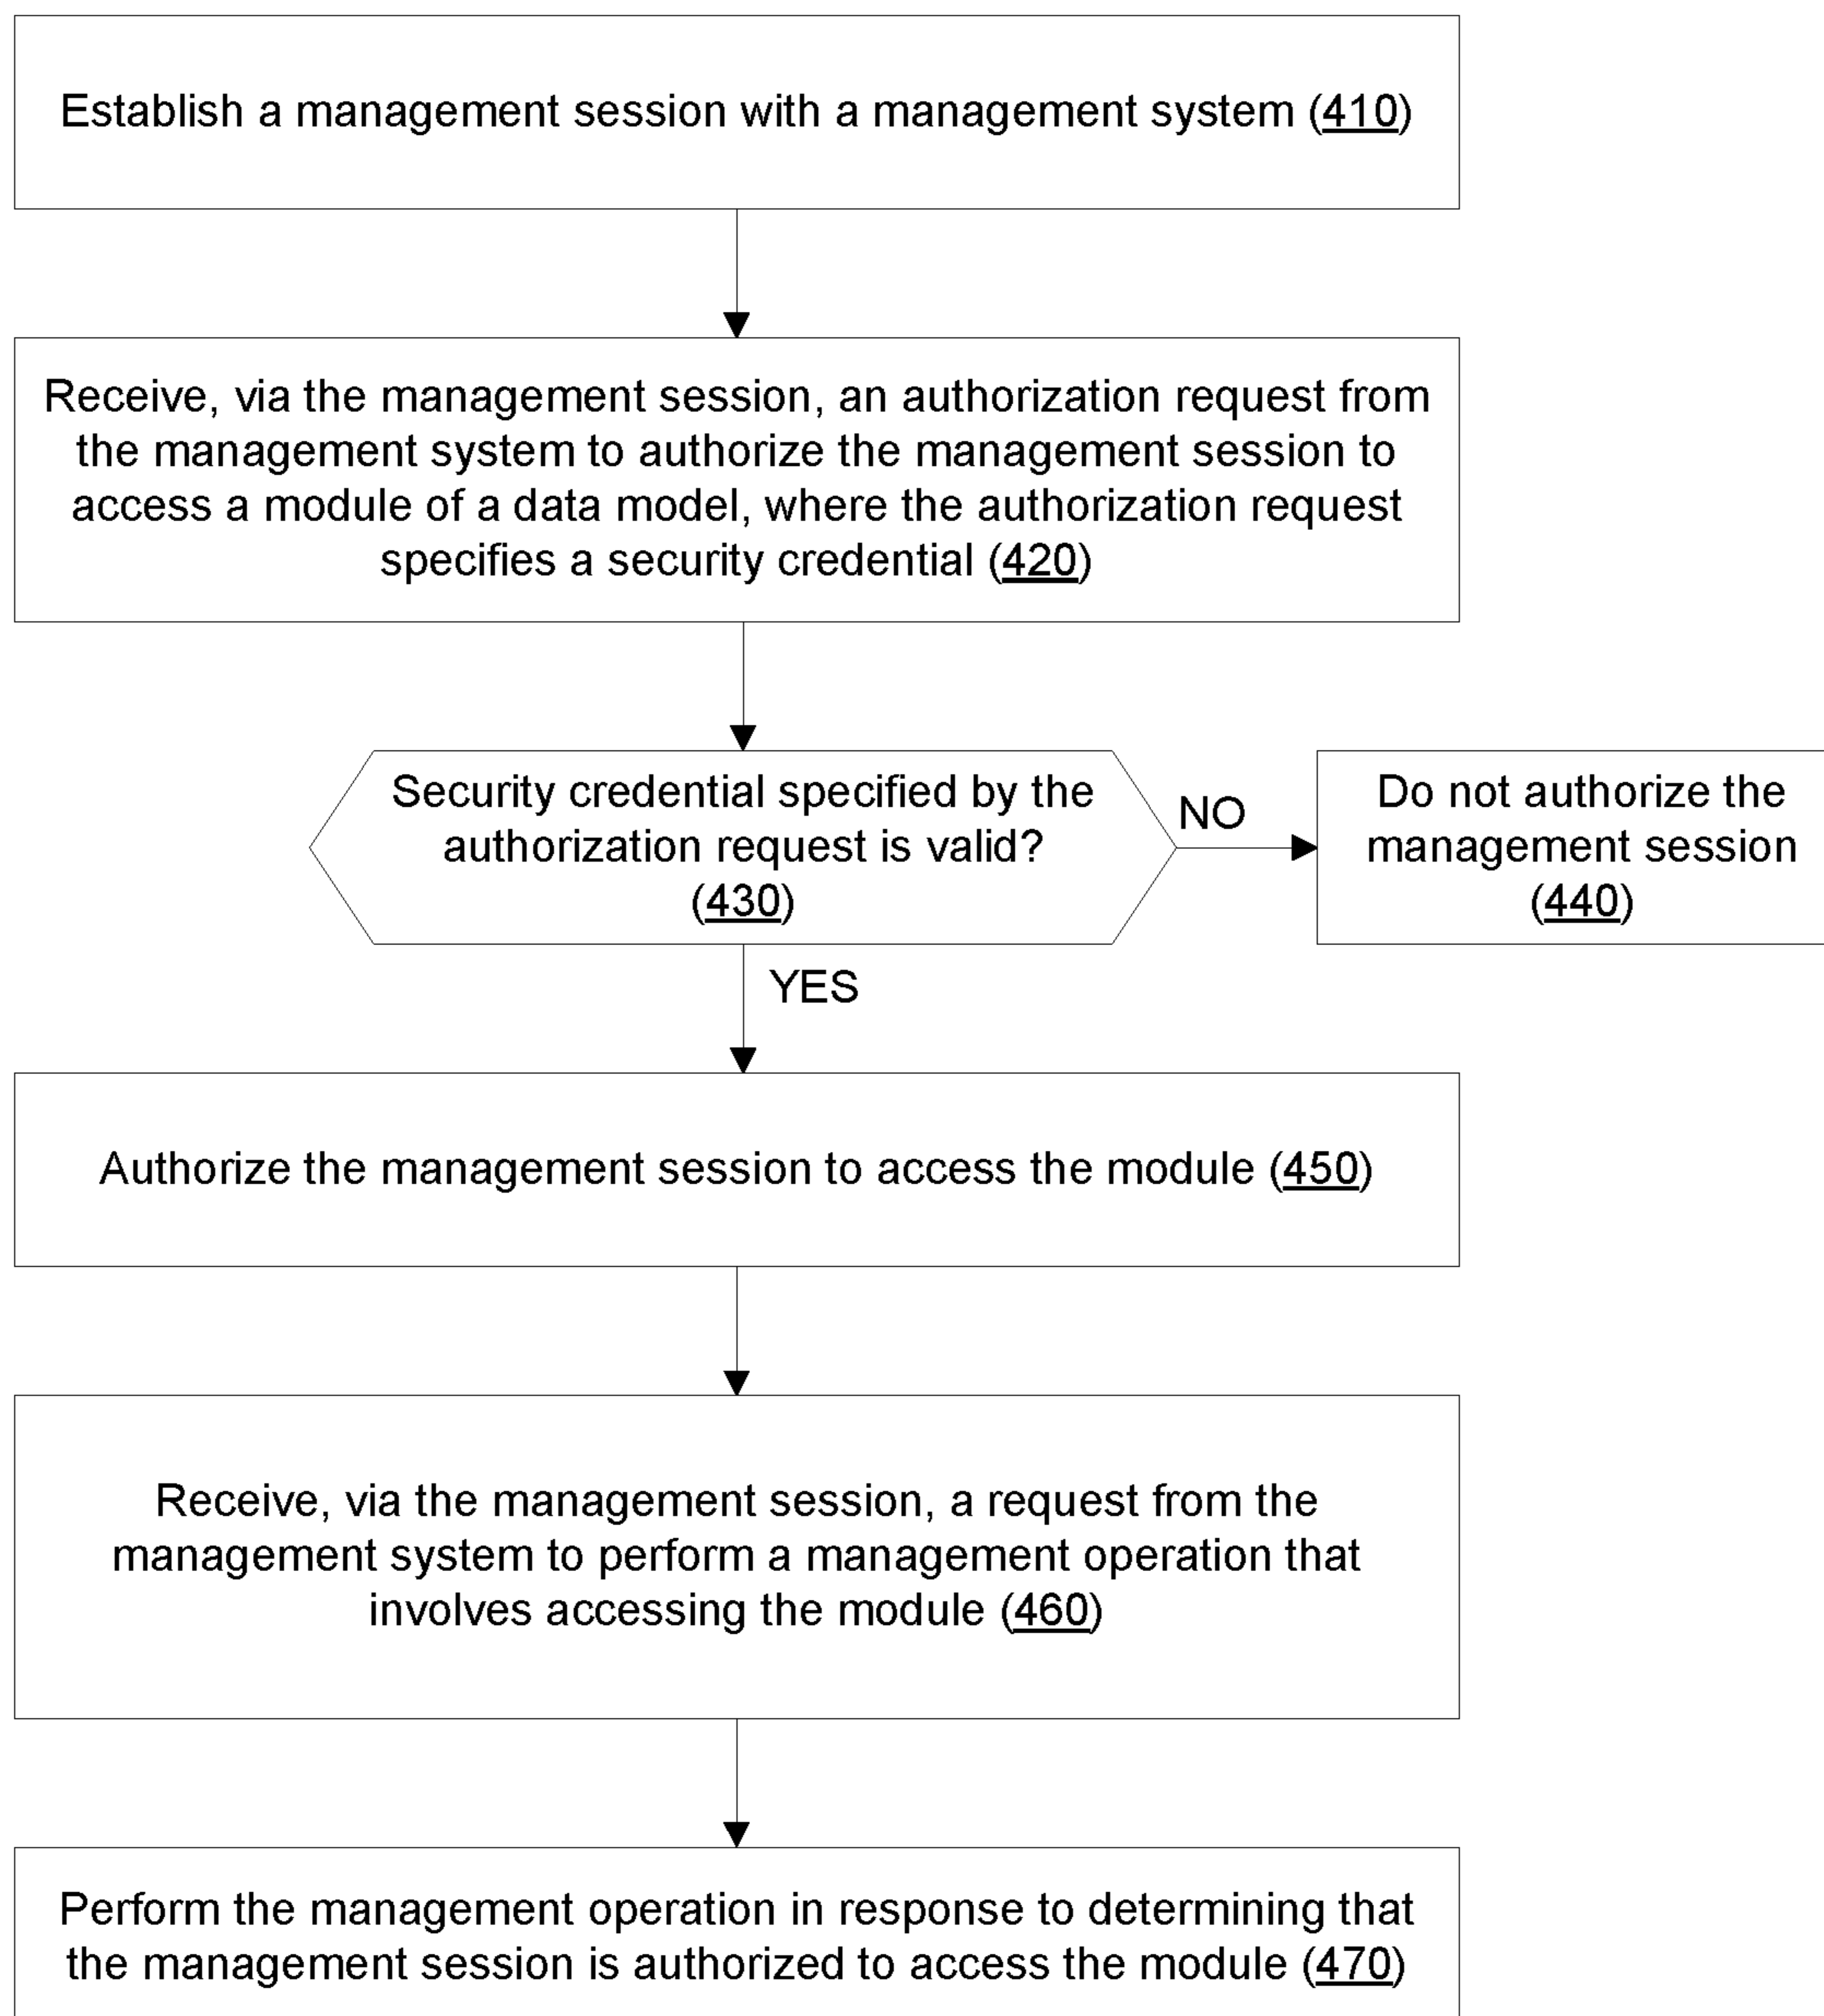 Establish a management session with a management system (410)
Receive, via the management session, an authorization request from
the management system to authorize the management session to
access a module of a data model, where the authorization request
specifies a security credential (420)
Security credential specified by the
authorization request is valid?
(430)
NO
Do not authorize the
management session
(440)
YES
Authorize the management session to access the module (450)
Receive, via the management session, a request from the
management system to perform a management operation that
involves accessing the module (460)
Perform the management operation in response to determining that
the management session is authorized to access the module (470)